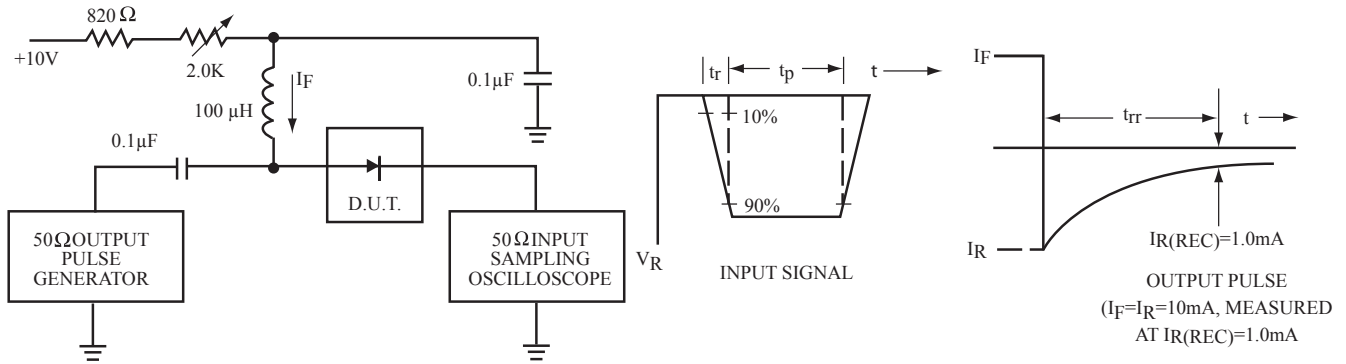 820 Ω
+10V
2.0K
IF
100 µH
0.1µF
0.1µF
D.U.T.
50ΩOUTPUT
PULSE
GENERATOR
50ΩINPUT
SAMPLING
OSCILLOSCOPE
tr
tp
t
10%
90%
VR
INPUT SIGNAL
IF
trr
t
IR
IR(REC)=1.0mA
OUTPUT PULSE
(IF=IR=10mA, MEASURED
AT IR(REC)=1.0mA